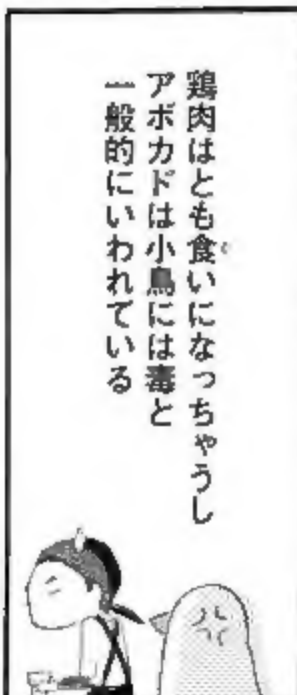 鶏肉はとも食いになっちゃうし
アボカドは小鳥には毒と
一般的にいわれている